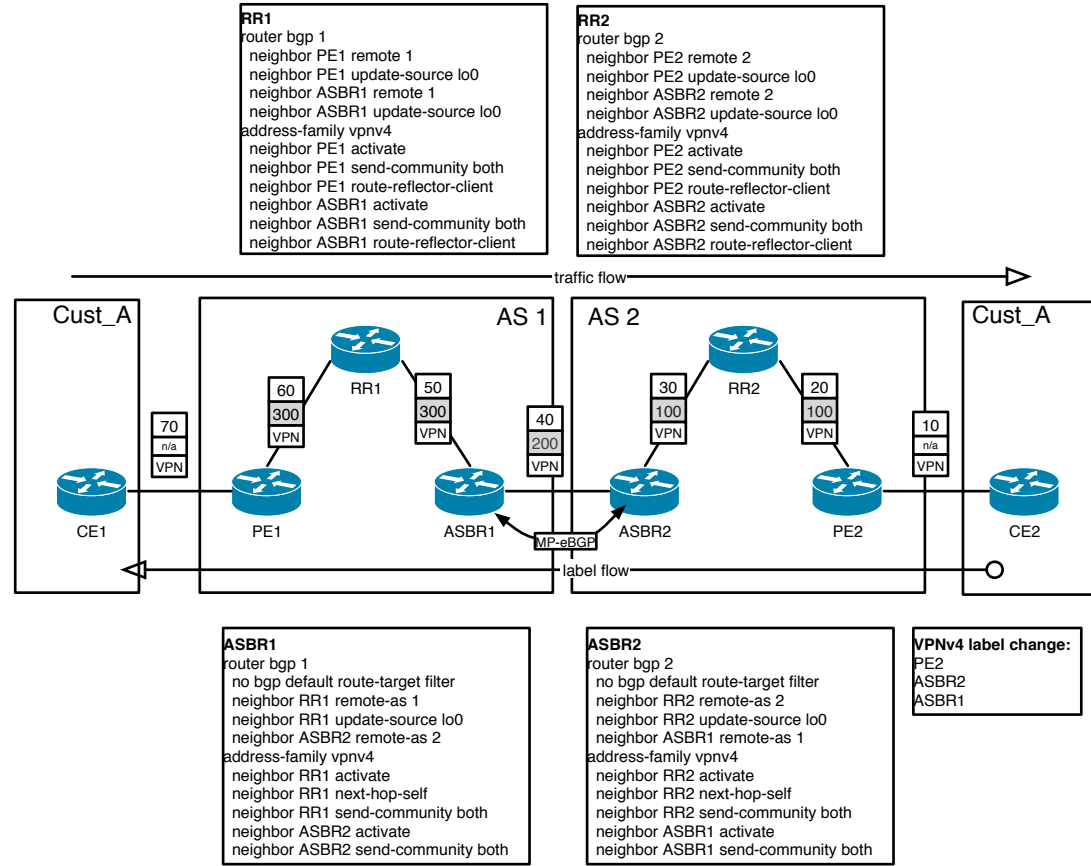 RR1
router bgp 1
neighbor PE1 remote 1
neighbor PE1 update-source lo0
neighbor ASBR1 remote 1
neighbor ASBR1 update-source lo0
address-family vpnv4
neighbor PE1 activate
neighbor PE1 send-community both
neighbor PE1 route-reflector-client
neighbor ASBR1 activate
neighbor ASBR1 send-community both
neighbor ASBR1 route-reflector-client
RR2
router bgp 2
neighbor PE2 remote 2
neighbor PE2 update-source lo0
neighbor ASBR2 remote 2
neighbor ASBR2 update-source lo0
address-family vpnv4
neighbor PE2 activate
neighbor PE2 send-community both
neighbor PE2 route-reflector-client
neighbor ASBR2 activate
neighbor ASBR2 send-community both
neighbor ASBR2 route-reflector-client
traffic flow
Cust_A
AS 1
AS 2
Cust_A
RR1
RR2
70
n/a
VPN
60
300
VPN
50
300
VPN
40
200
VPN
30
100
VPN
20
100
VPN
10
n/a
VPN
CE1
PE1
ASBR1
MP-eBGP
ASBR2
PE2
CE2
label flow
ASBR1
router bgp 1
no bgp default route-target filter
neighbor RR1 remote-as 1
neighbor RR1 update-source lo0
neighbor ASBR2 remote-as 2
address-family vpnv4
neighbor RR1 activate
neighbor RR1 next-hop-self
neighbor RR1 send-community both
neighbor ASBR2 activate
neighbor ASBR2 send-community both
ASBR2
router bgp 2
no bgp default route-target filter
neighbor RR2 remote-as 2
neighbor RR2 update-source lo0
neighbor ASBR1 remote-as 1
address-family vpnv4
neighbor RR2 activate
neighbor RR2 next-hop-self
neighbor RR2 send-community both
neighbor ASBR1 activate
neighbor ASBR1 send-community both
VPNv4 label change:
PE2
ASBR2
ASBR1